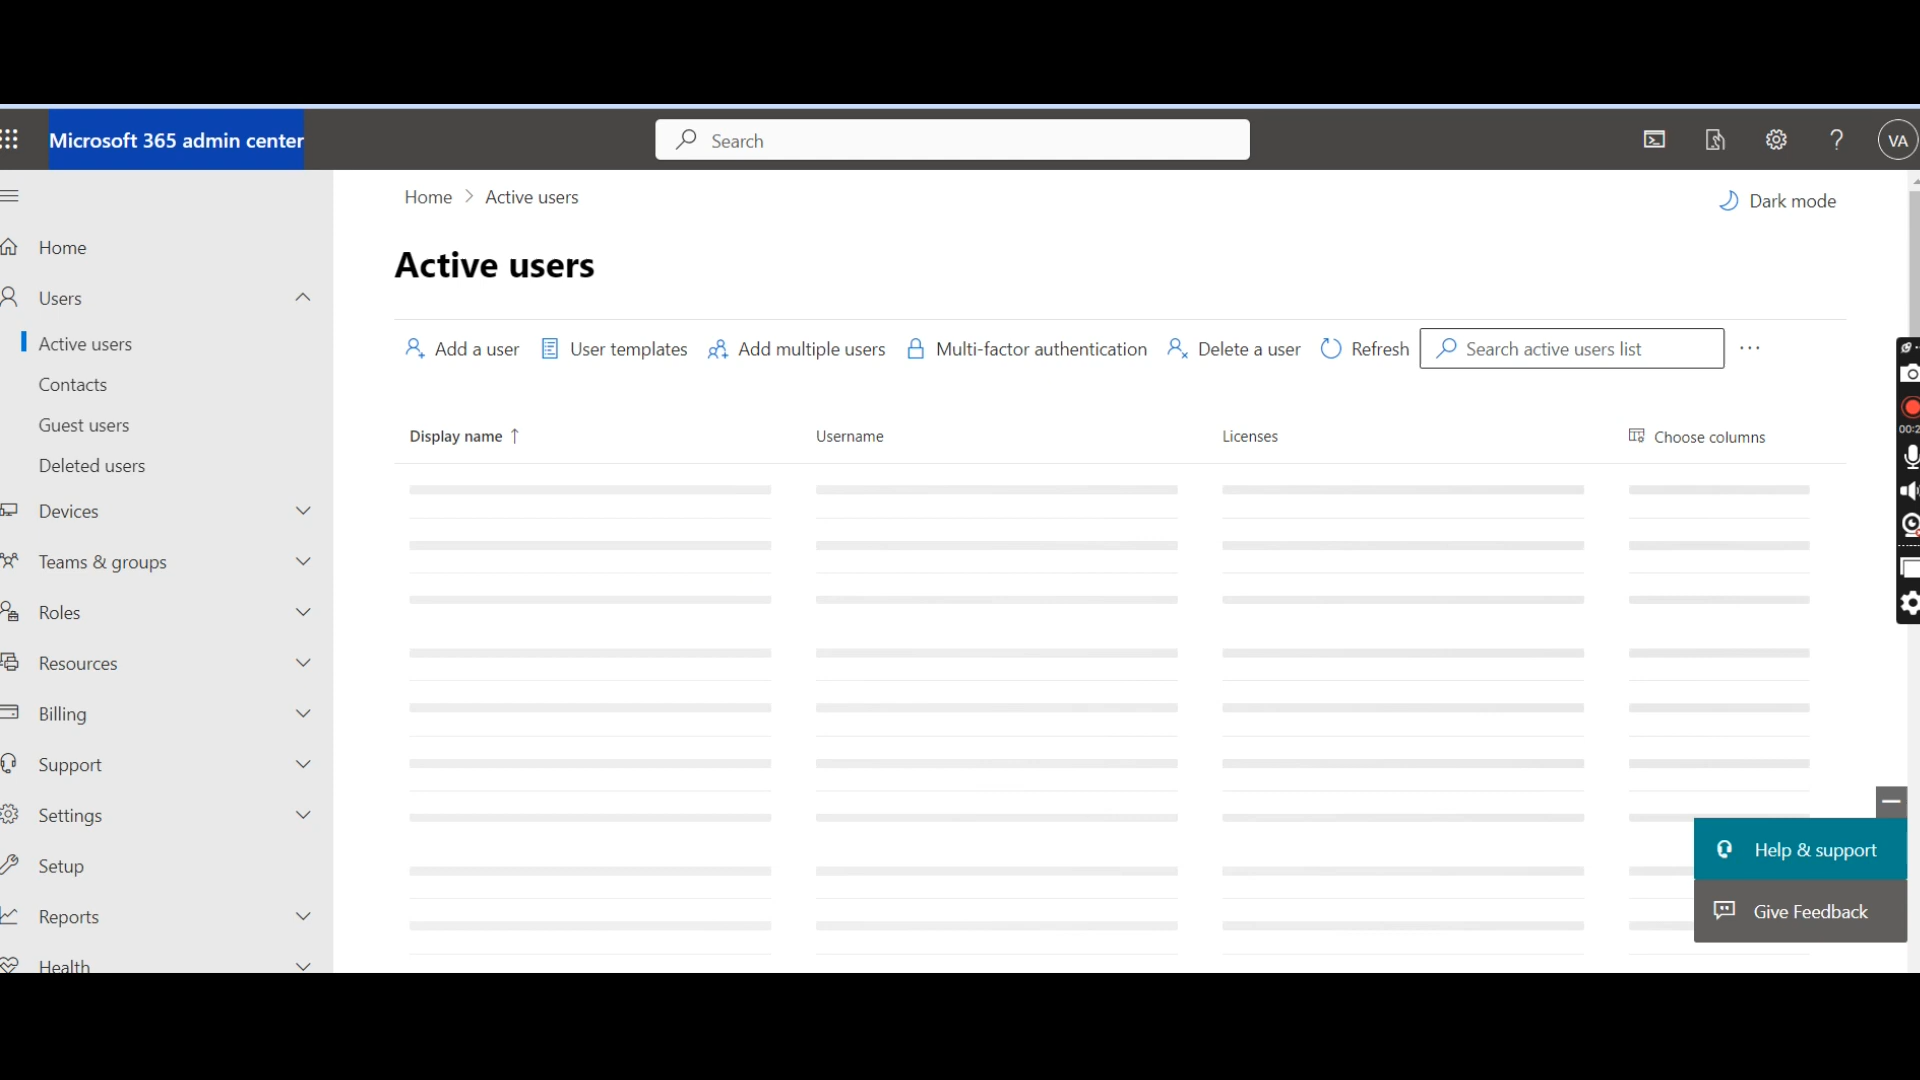 Microsoft 365 admin center
Search
VA
Home > Active users
Dark mode
Active users
Add a user
User templates
Add multiple users
Multi-factor authentication
Delete a user
Refresh
Search active users list
Display name ↑
Username
Licenses
Choose columns
Home
Users
Active users
Contacts
Guest users
Deleted users
Devices
Teams & groups
Roles
Resources
Billing
Support
Settings
Setup
Reports
Health
Help & support
Give Feedback